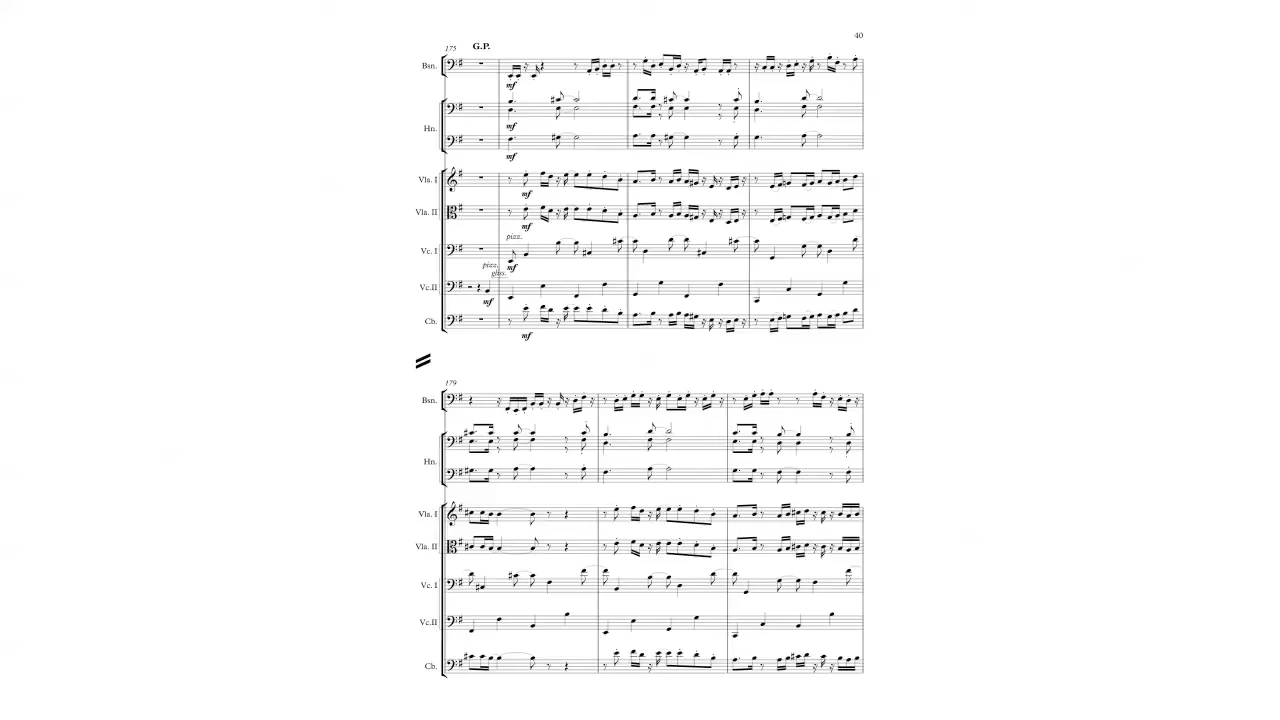 40
175
G.P.
Bsn.
mf
Hn.
mf
mf
Vla. I
mf
Vla. II
mf
pizz.
Vc. I
mf
pizz.
gliss.
Vc.II
mf
Cb.
mf
179
Bsn.
Hn.
Vla. I
Vla. II
Vc. I
Vc.II
Cb.